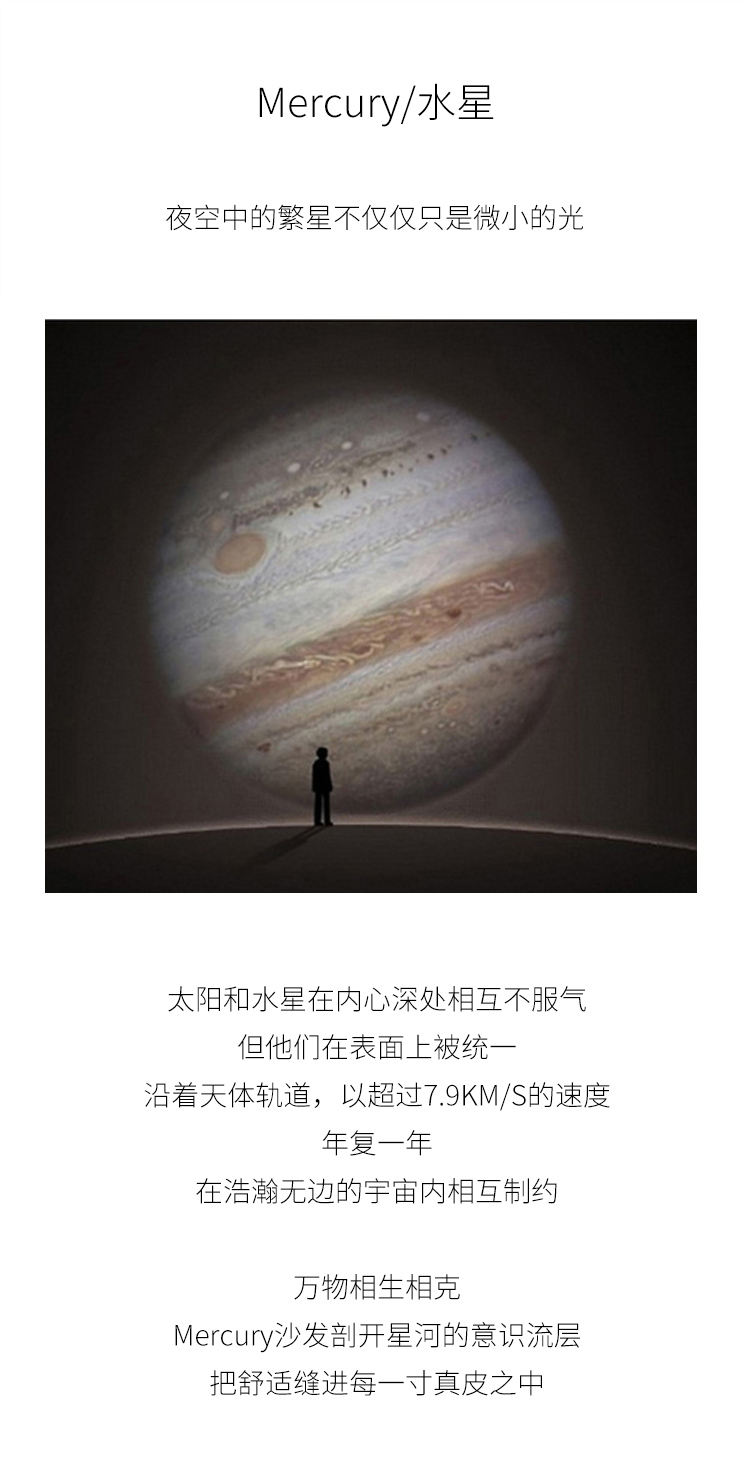 Mercury/水星
夜空中的繁星不仅仅只是微小的光
太阳和水星在内心深处相互不服气
但他们在表面上被统一
沿着天体轨道，以超过7.9KM/S的速度
年复一年
在浩瀚无边的宇宙内相互制约
万物相生相克
Mercury沙发剖开星河的意识流层
把舒适缝进每一寸真皮之中